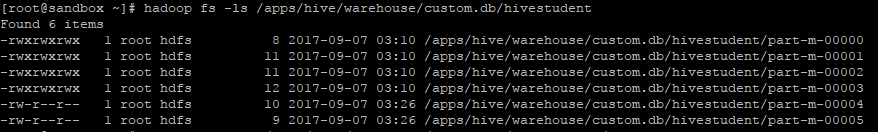 [root@sandbox ~]# hadoop fs -ls /apps/hive/warehouse/custom.db/hivestudent
Found 6 items
-rwxrwxrwx   1 root hdfs          8 2017-09-07 03:10 /apps/hive/warehouse/custom.db/hivestudent/part-m-00000
-rwxrwxrwx   1 root hdfs         11 2017-09-07 03:10 /apps/hive/warehouse/custom.db/hivestudent/part-m-00001
-rwxrwxrwx   1 root hdfs         11 2017-09-07 03:10 /apps/hive/warehouse/custom.db/hivestudent/part-m-00002
-rwxrwxrwx   1 root hdfs         12 2017-09-07 03:10 /apps/hive/warehouse/custom.db/hivestudent/part-m-00003
-rw-r--r--   1 root hdfs         10 2017-09-07 03:26 /apps/hive/warehouse/custom.db/hivestudent/part-m-00004
-rw-r--r--   1 root hdfs          9 2017-09-07 03:26 /apps/hive/warehouse/custom.db/hivestudent/part-m-00005